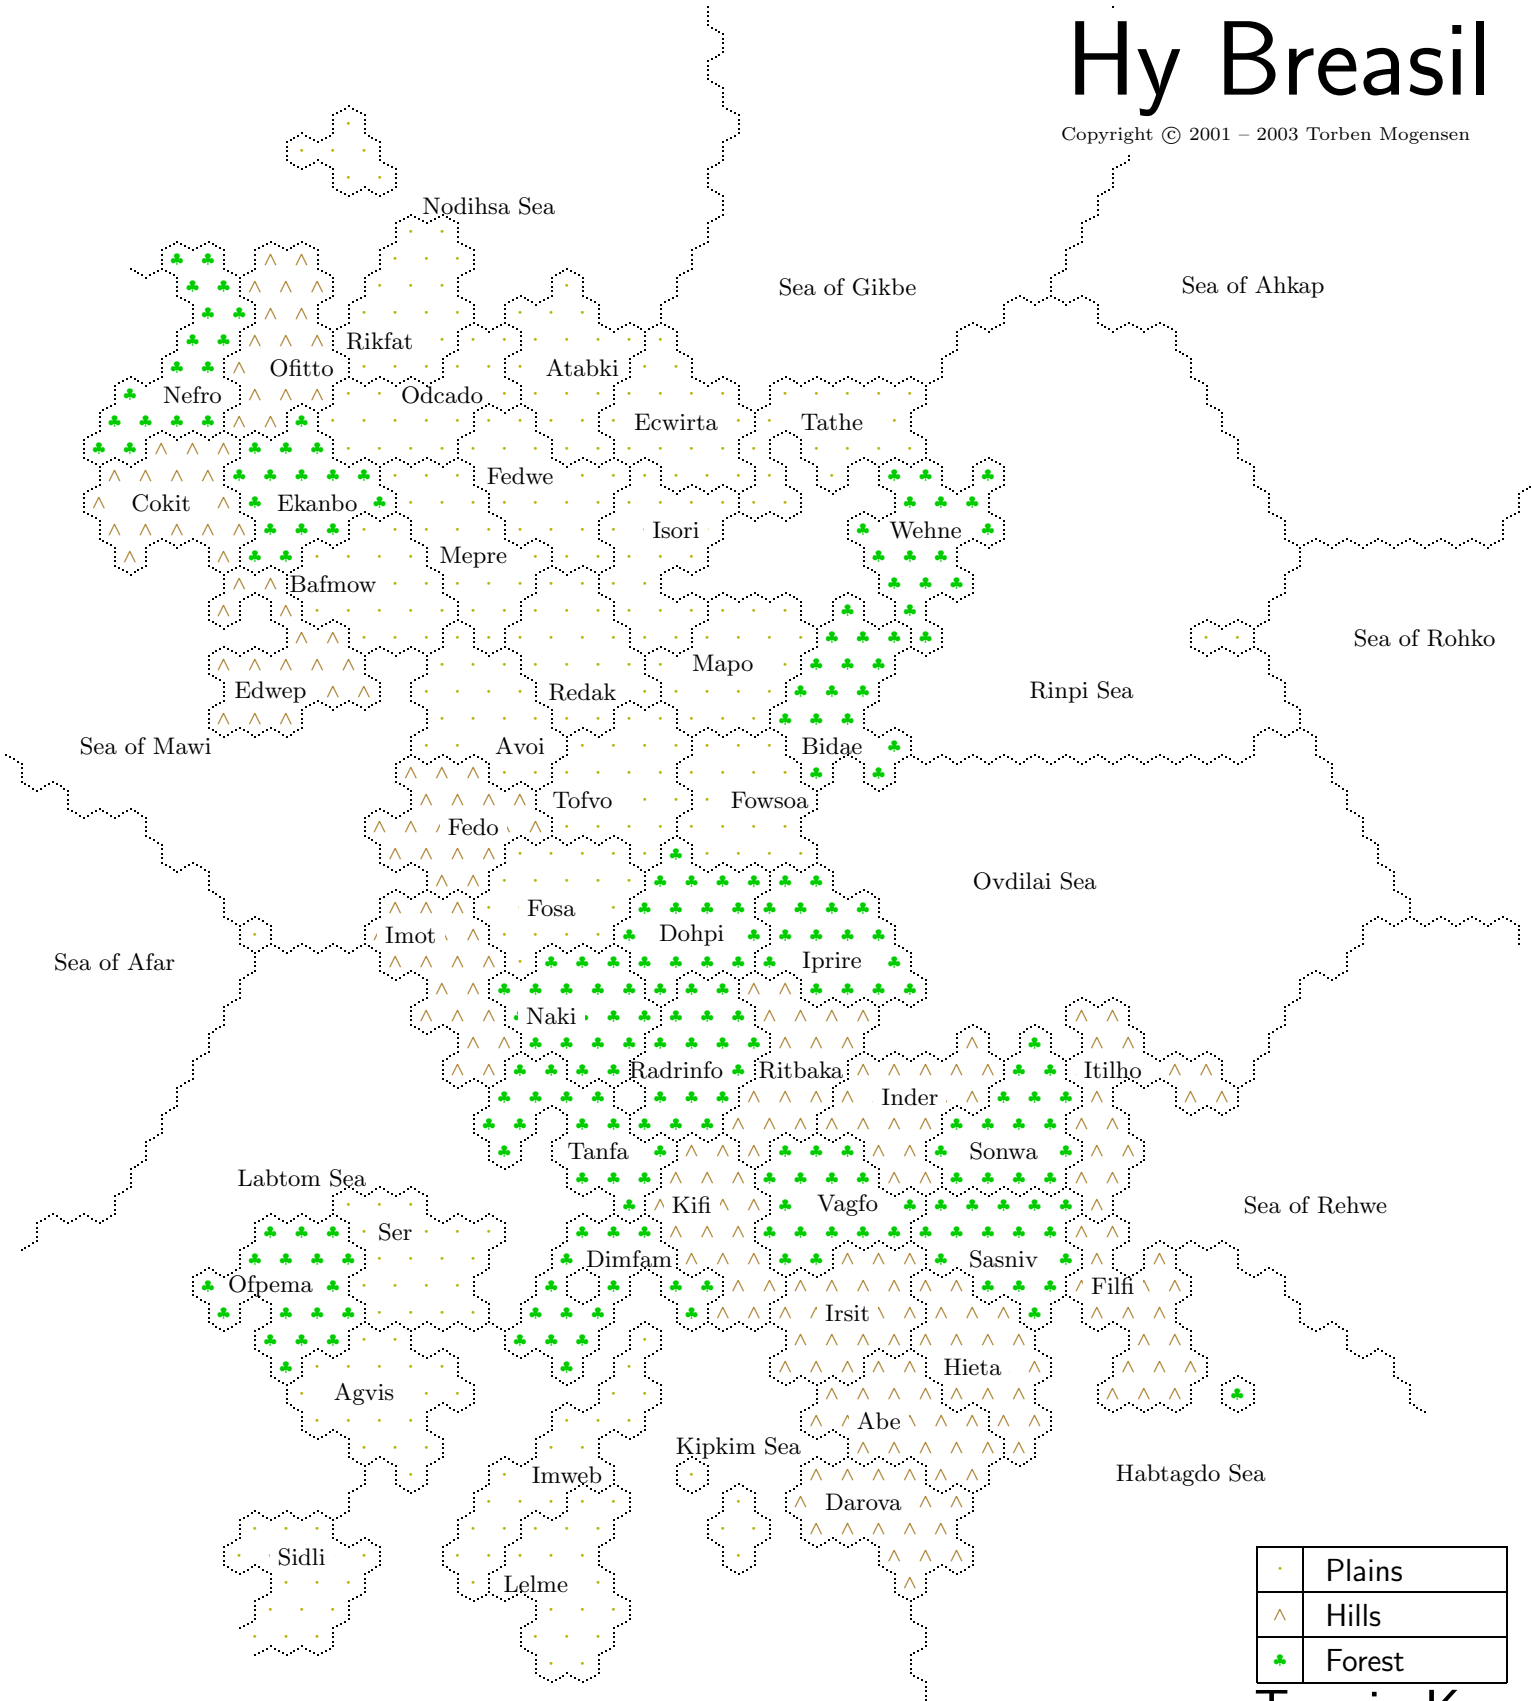 Hy Breasil
Copyright © 2001 – 2003 Torben Mogensen
Nodihsa Sea
Sea of Gikbe
Sea of Ahkap
Rikfat
Ofitto
Atabki
Nefro
Odcado
Ecwirta
Tathe
Fedwe
Cokit
Ekanbo
Isori
Wehne
Mepre
Bafmow
Sea of Rohko
Mapo
Edwep
Redak
Rinpi Sea
Sea of Mawi
Avoi
Bidae
Tofvo
Fowsoa
Fedo
Ovdilai Sea
Fosa
Imot
Dohpi
Sea of Afar
Iprire
Naki
Radrinfo
Ritbaka
Itilho
Inder
Tanfa
Sonwa
Labtom Sea
Kifi
Vagfo
Sea of Rehwe
Ser
Dimfam
Sasniv
Ofpema
Filfi
Irsit
Hieta
Agvis
Abe
Kipkim Sea
Imweb
Habtagdo Sea
Darova
Sidli
Lelme
Plains
Hills
Forest